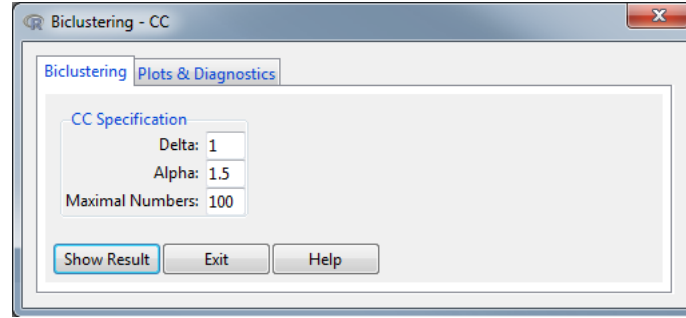 Biclustering - CC
Biclustering Plots & Diagnostics
CC Specification
Delta: 1
Alpha: 1.5
Maximal Numbers: 100
Show Result Exit Help